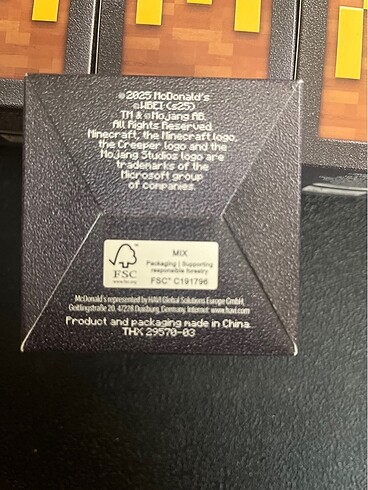 ©2025 McDonald's
©WBEI (s25)
TM & ©Mojang AB.
All Rights Reserved
Minecraft, the Minecraft logo,
the Creeper logo and the
Mojang Studios logo are
trademarks of the
Microsoft group
of companies.
FSC
www.fsc.org
MIX
Packaging | Supporting
responsible forestry
FSC™ C191796
McDonald's represented by HAVI Global Solutions Europe GmbH,
Geitlingstraße 20, 47228 Duisburg, Germany. Internet: www.havi.com
Product and packaging made in China.
THX 29570-03